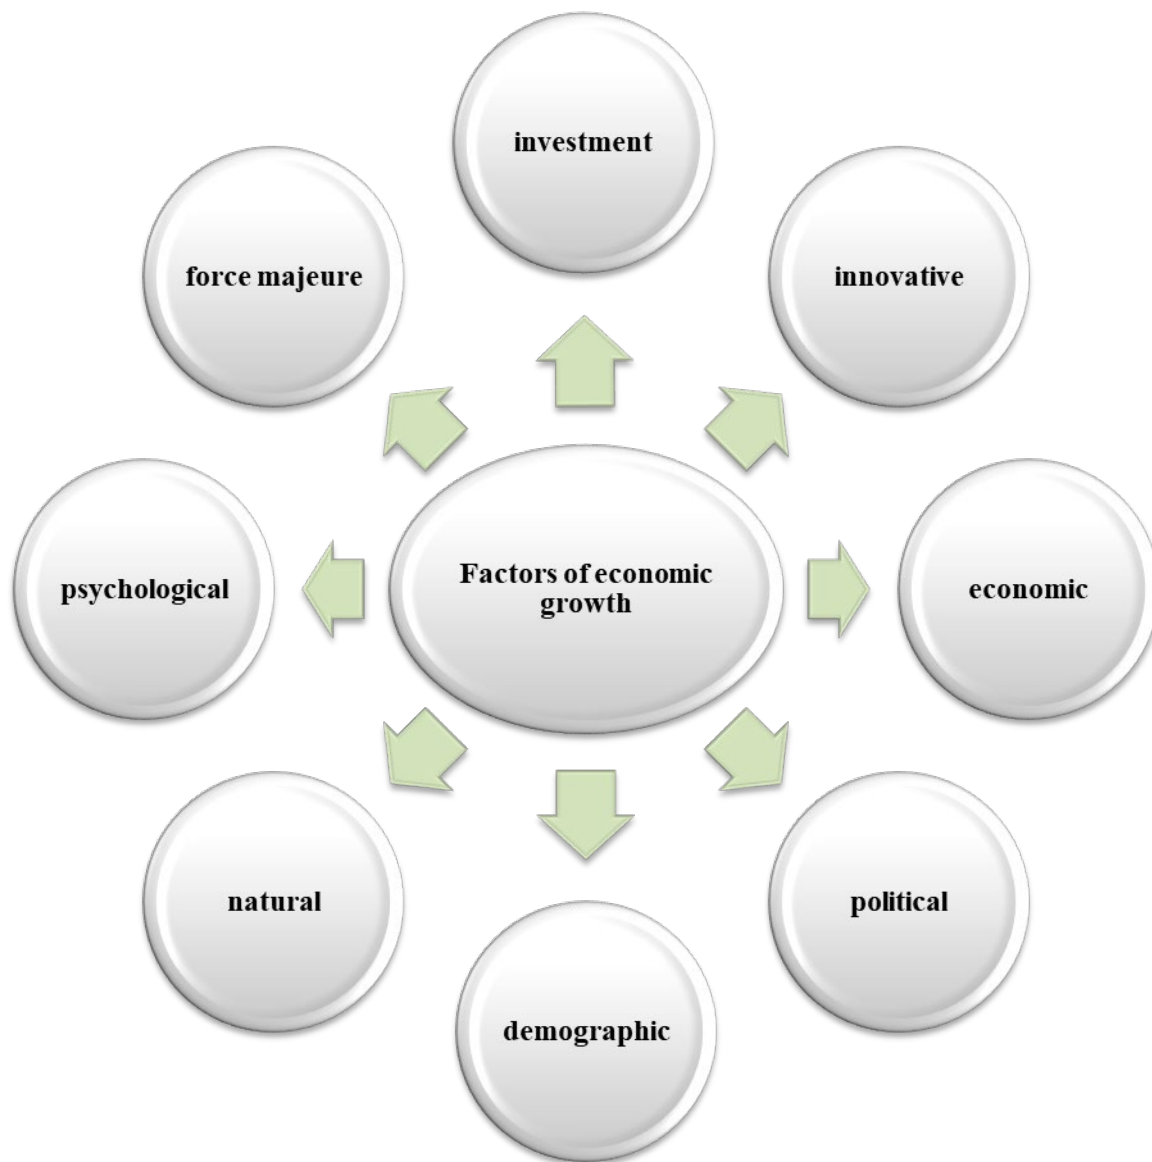 investment
force majeure
innovative
psychological
Factors of economic
growth
economic
natural
political
demographic